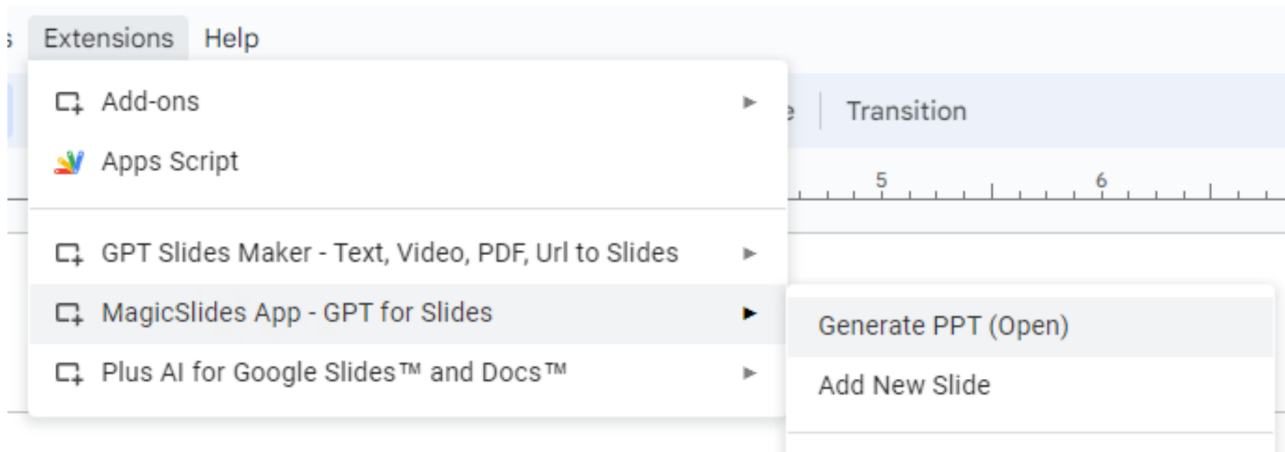 Extensions Help
Add-ons
Transition
Apps Script
5 6
GPT Slides Maker - Text, Video, PDF, Url to Slides
MagicSlides App - GPT for Slides
Generate PPT (Open)
Plus AI for Google Slides™ and Docs™
Add New Slide